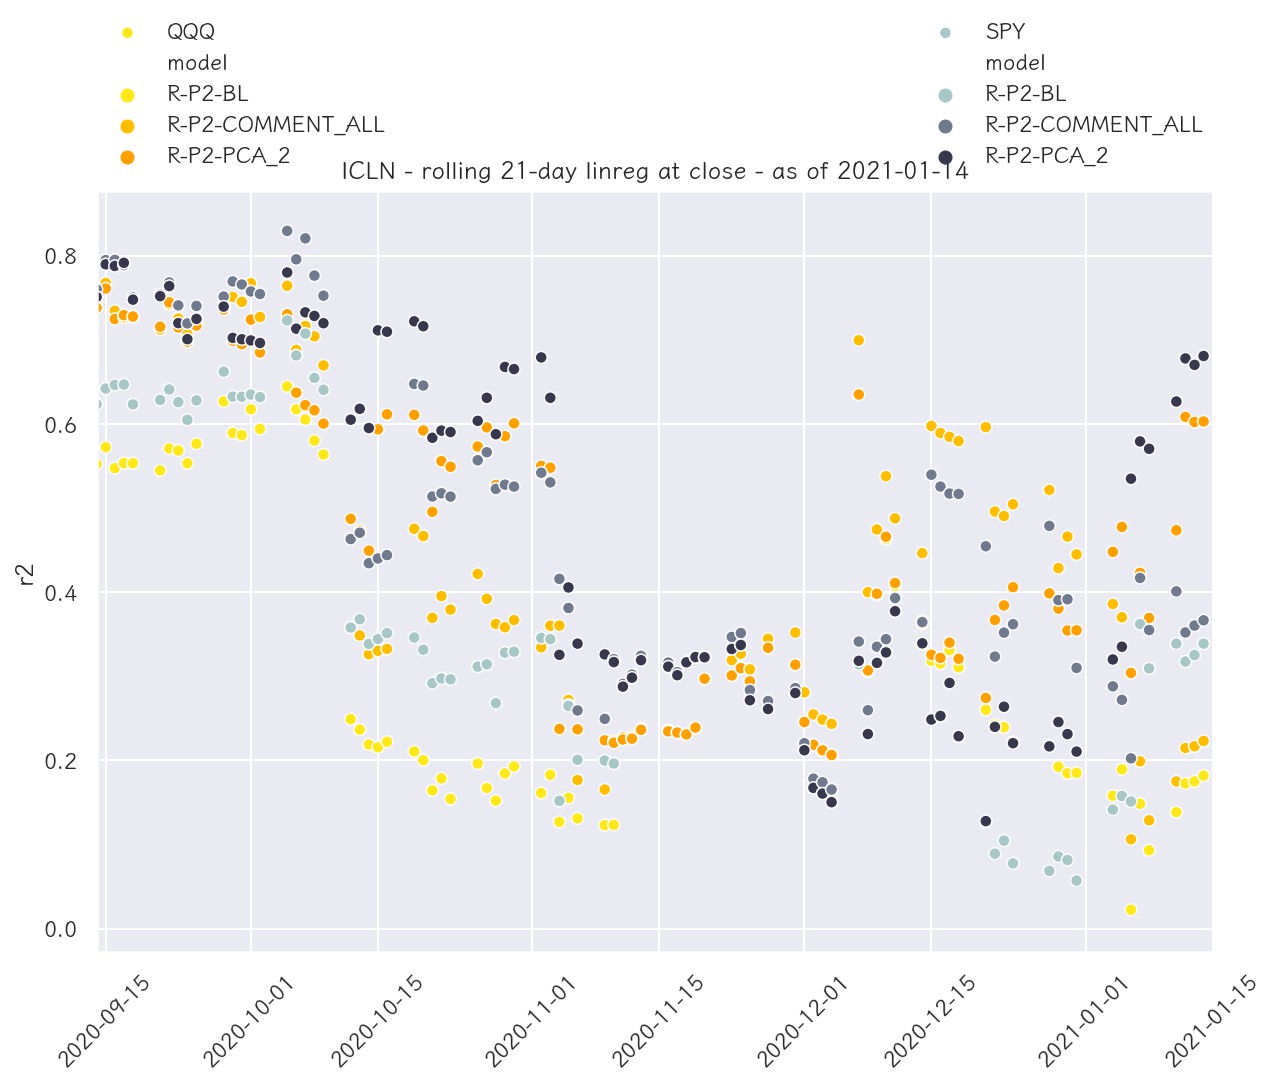 QQQ
model
R-P2-BL
R-P2-COMMENT_ALL
R-P2-PCA_2
SPY
model
R-P2-BL
R-P2-COMMENT_ALL
R-P2-PCA_2
ICLN - rolling 21-day linreg at close - as of 2021-01-14
r2
0.8
0.6
0.4
0.2
0.0
2020-09-15
2020-10-01
2020-10-15
2020-11-01
2020-11-15
2020-12-01
2020-12-15
2021-01-01
2021-01-15